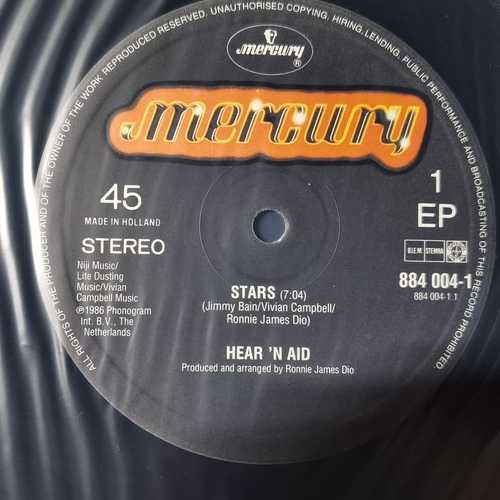 ALL RIGHTS OF THE PRODUCER AND OF THE OWNER OF THE WORK REPRODUCED RESERVED. UNAUTHORISED COPYING, HIRING, LENDING, PUBLIC PERFORMANCE AND BROADCASTING OF THIS RECORD PROHIBITED.
mercury
®
mercury
45
MADE IN HOLLAND
STEREO
1
EP
B.I.E.M. STEMRA
884 004-1
884 004-1.1
Niji Music/
Lite Dusting
Music/Vivian
Campbell Music
℗1986 Phonogram
Int. B.V., The
Netherlands
STARS (7:04)
(Jimmy Bain/Vivian Campbell/
Ronnie James Dio)
HEAR 'N AID
Produced and arranged by Ronnie James Dio